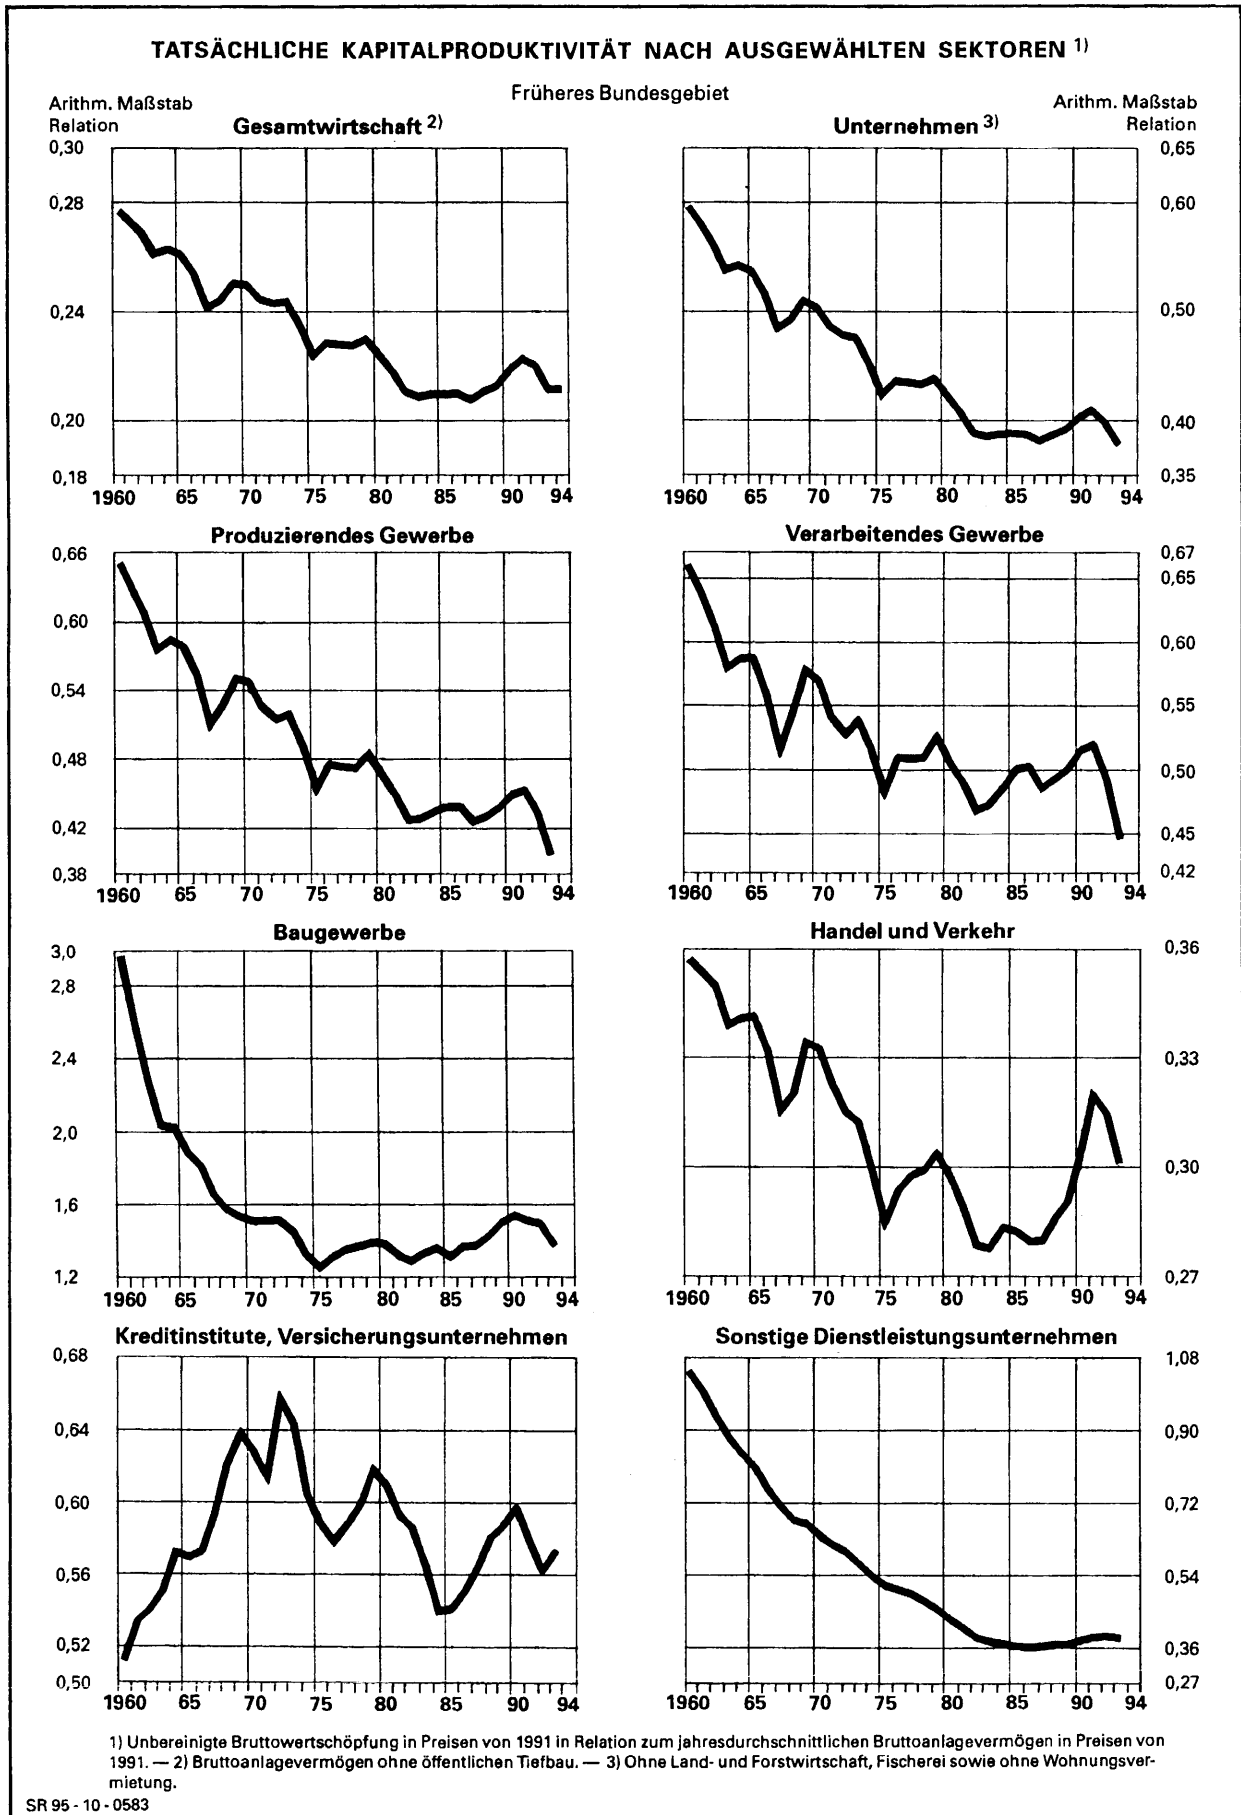 TATSÄCHLICHE KAPITALPRODUKTIVITÄT NACH AUSGEWÄHLTEN SEKTOREN 1)
Früheres Bundesgebiet
Arithm. Maßstab
Relation
Arithm. Maßstab
Relation
Gesamtwirtschaft 2)
0,30
0,28
0,24
0,20
0,18
1960 65 70 75 80 85 90 94
Unternehmen 3)
0,65
0,60
0,50
0,40
0,35
1960 65 70 75 80 85 90 94
Produzierendes Gewerbe
0,66
0,60
0,54
0,48
0,42
0,38
1960 65 70 75 80 85 90 94
Verarbeitendes Gewerbe
0,67
0,65
0,60
0,55
0,50
0,45
0,42
1960 65 70 75 80 85 90 94
Baugewerbe
3,0
2,8
2,4
2,0
1,6
1,2
1960 65 70 75 80 85 90 94
Handel und Verkehr
0,36
0,33
0,30
0,27
1960 65 70 75 80 85 90 94
Kreditinstitute, Versicherungsunternehmen
0,68
0,64
0,60
0,56
0,52
0,50
1960 65 70 75 80 85 90 94
Sonstige Dienstleistungsunternehmen
1,08
0,90
0,72
0,54
0,36
0,27
1960 65 70 75 80 85 90 94
1) Unbereinigte Bruttowertschöpfung in Preisen von 1991 in Relation zum jahresdurchschnittlichen Bruttoanlagevermögen in Preisen von
1991. — 2) Bruttoanlagevermögen ohne öffentlichen Tiefbau. — 3) Ohne Land- und Forstwirtschaft, Fischerei sowie ohne Wohnungsver-
mietung.
SR 95 - 10 - 0583